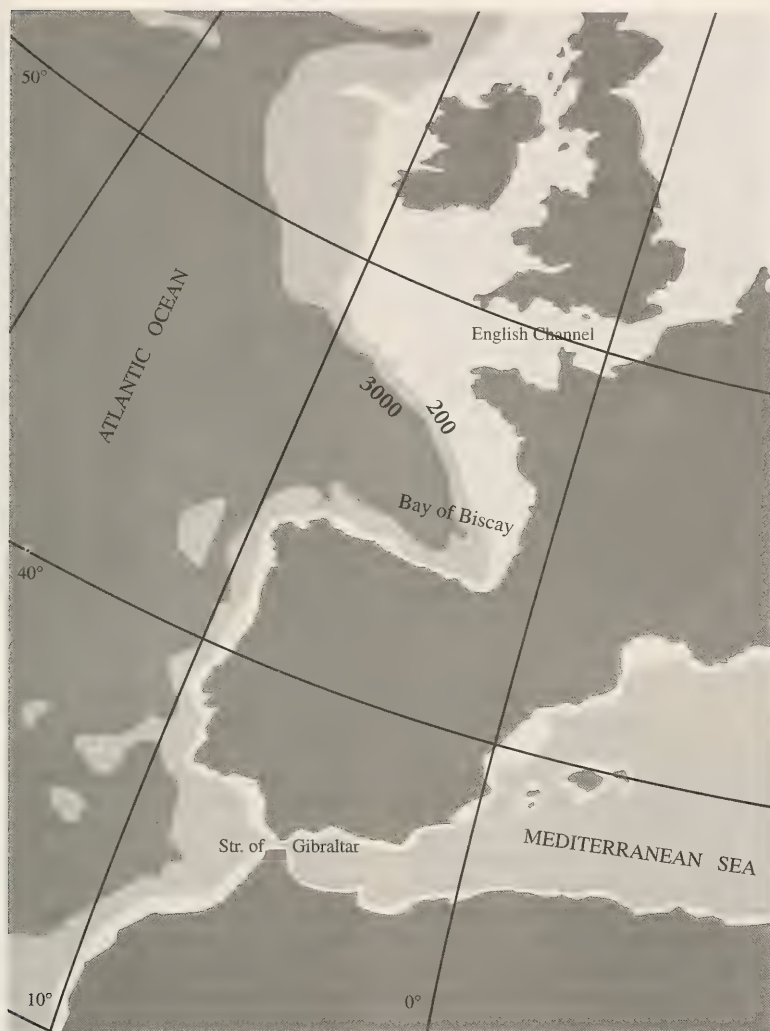 50°
ATLANTIC OCEAN
English Channel
3000
200
Bay of Biscay
40°
Str. of Gibraltar
MEDITERRANEAN SEA
10°
0°